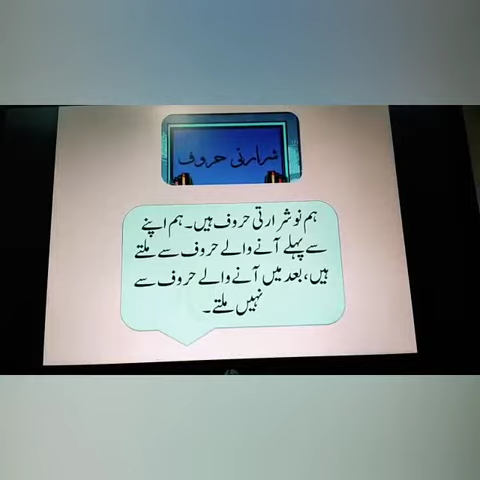 شرارتی حروف
ہم نو شرارتی حروف ہیں۔ ہم اپنے
سے پہلے آنے والے حروف سے ملتے
ہیں، بعد میں آنے والے حروف سے
نہیں ملتے۔